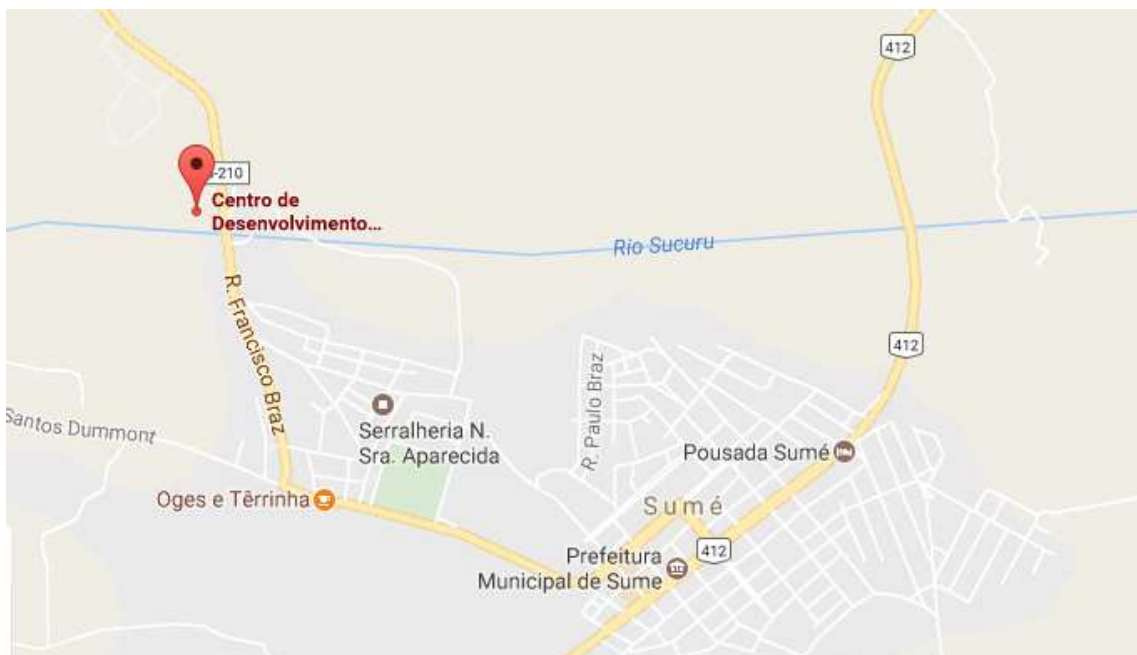 412
-210
Centro de
Desenvolvimento...
Rio Sucuru
R. Francisco Braz
412
R. Paulo Braz
Serralheria N.
Sra. Aparecida
Santos Dummont
Pousada Sumé
Oges e Têrrinha
Sumé
412
Prefeitura
Municipal de Sume